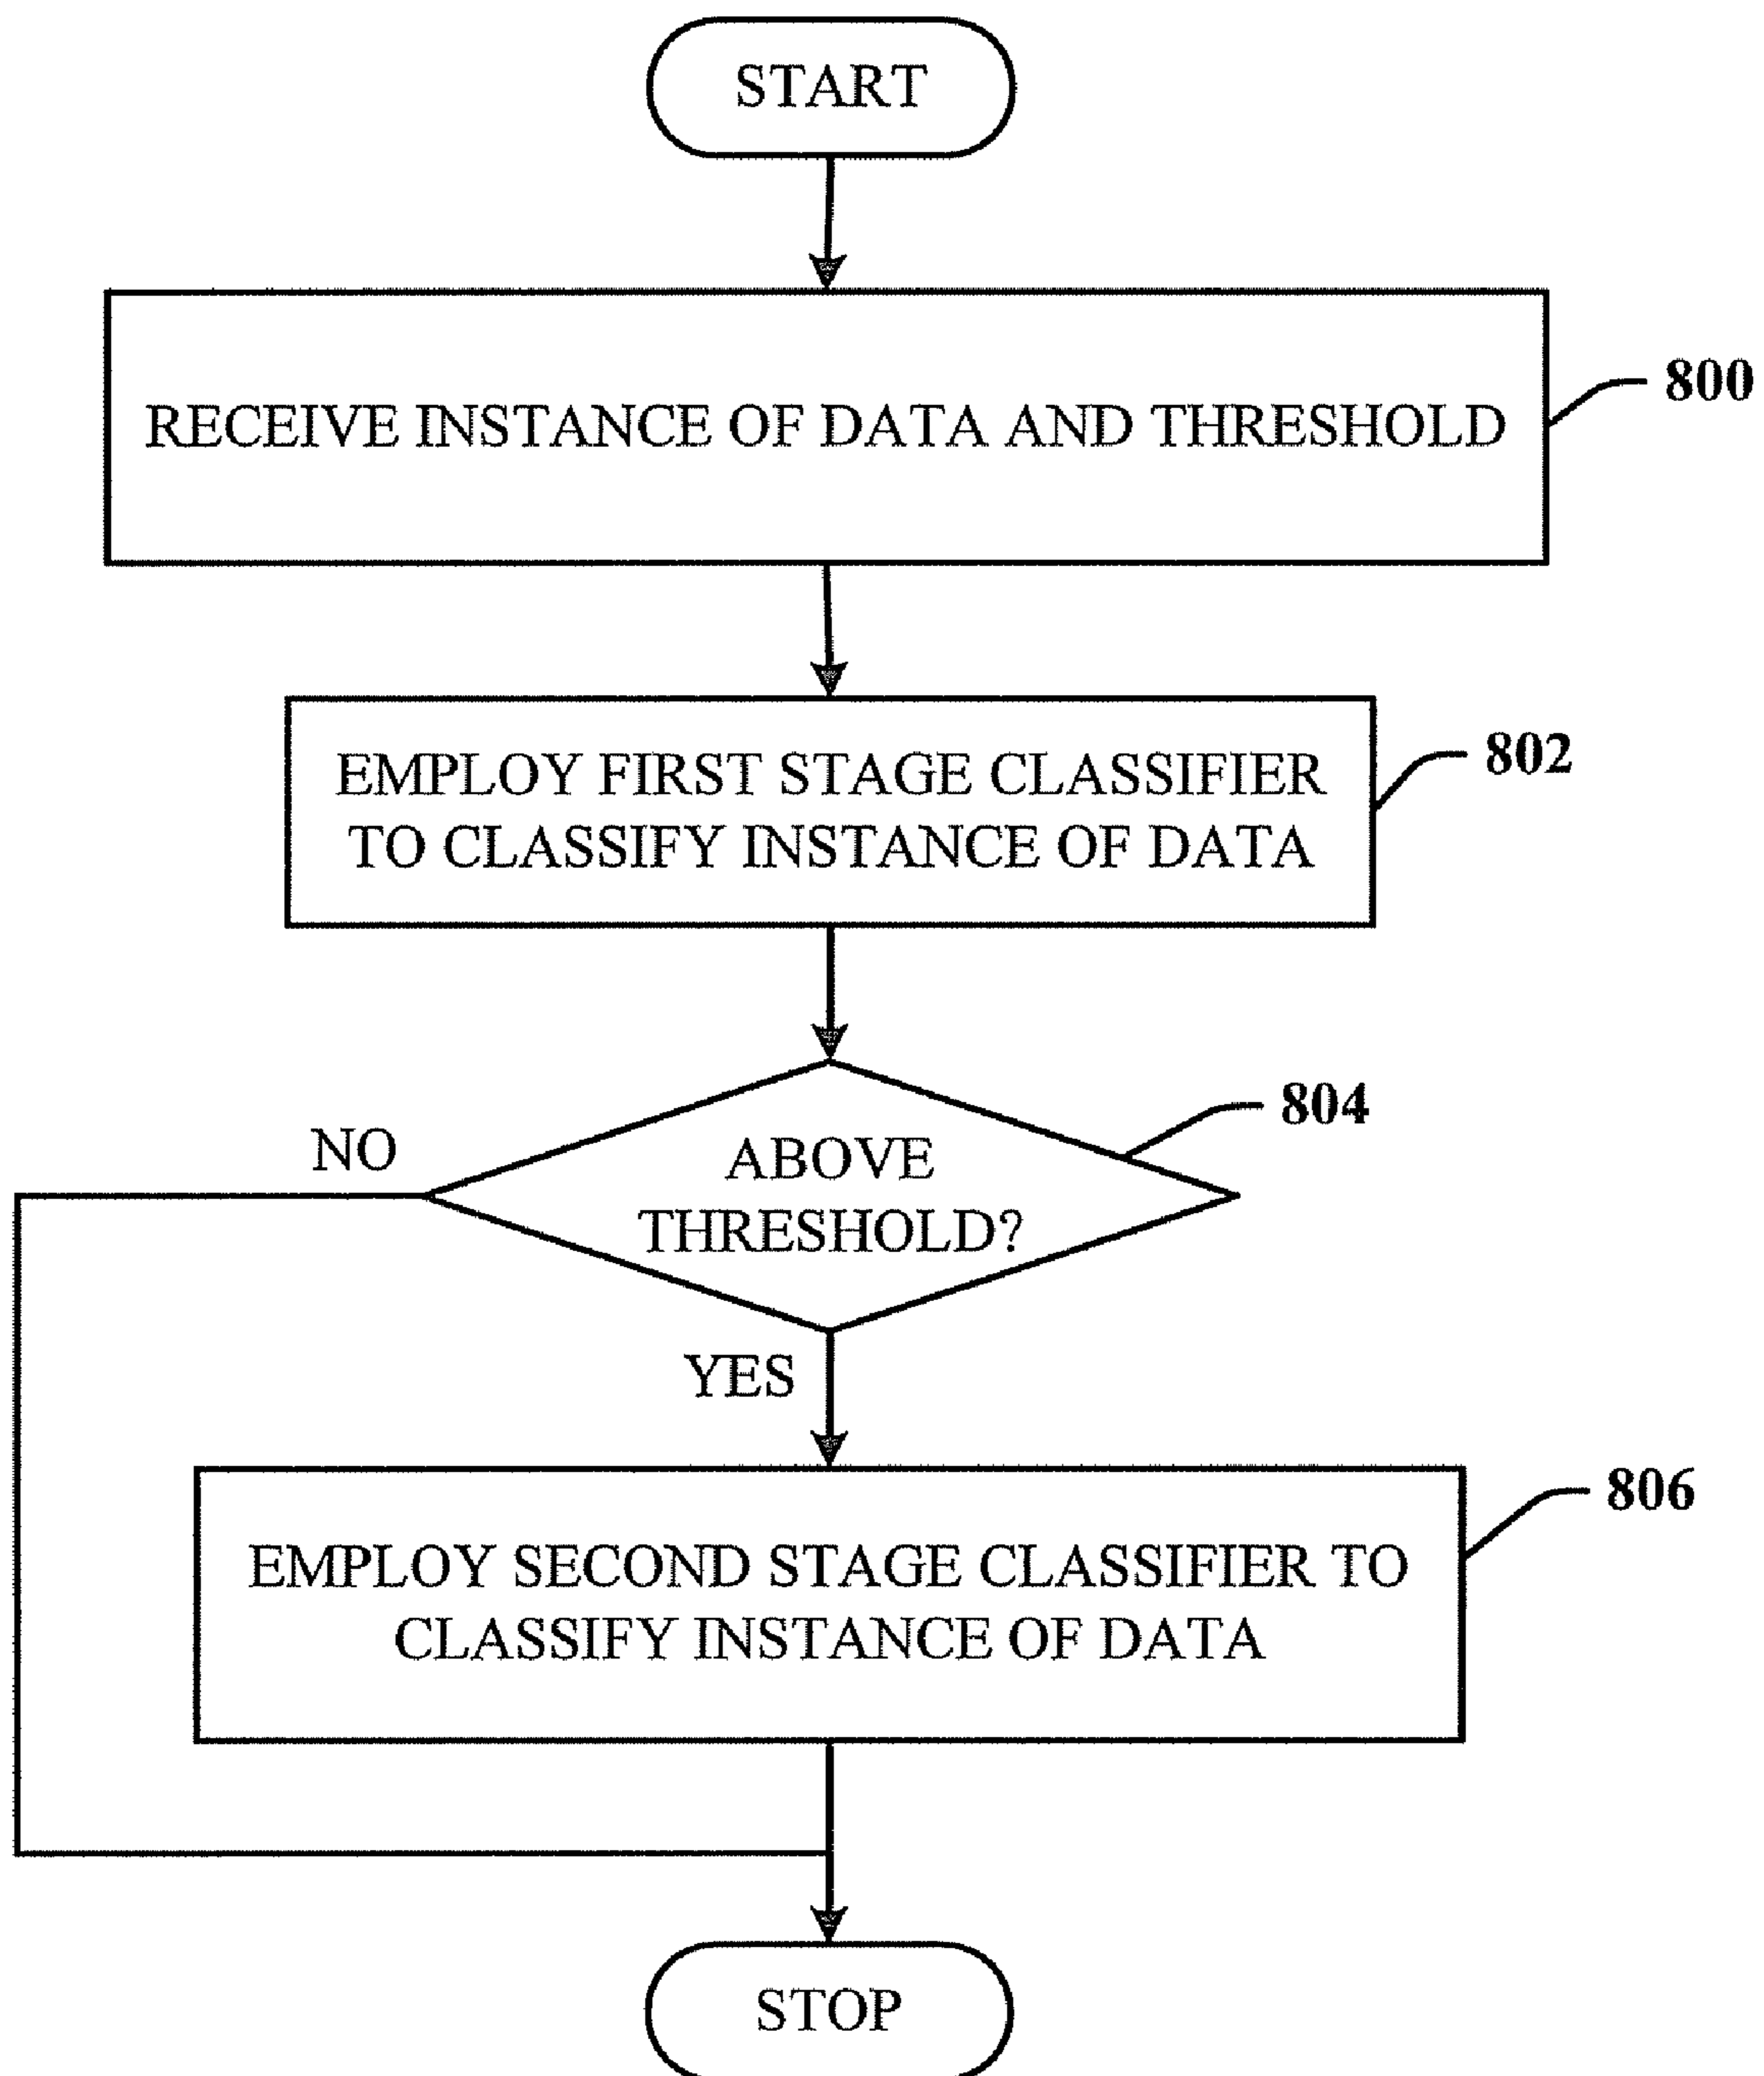 START
RECEIVE INSTANCE OF DATA AND THRESHOLD
800
EMPLOY FIRST STAGE CLASSIFIER
TO CLASSIFY INSTANCE OF DATA
802
ABOVE
THRESHOLD?
804
NO
YES
EMPLOY SECOND STAGE CLASSIFIER TO
CLASSIFY INSTANCE OF DATA
806
STOP